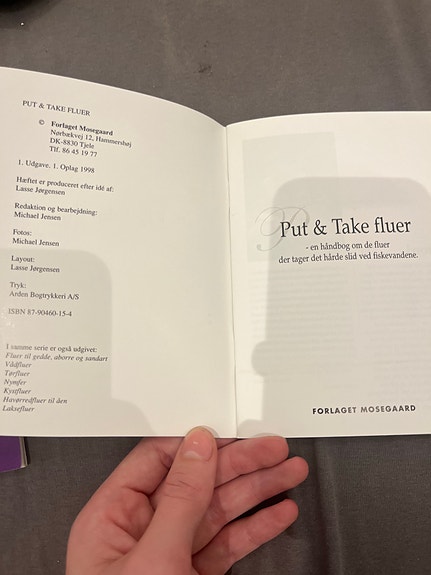 PUT & TAKE FLUER
© Forlaget Mosegaard
Nørbækvej 12, Hammershøj
DK-8830 Tjele
Tlf. 86 45 19 77
1. Udgave, 1. Oplag 1998
Hæftet er produceret efter idé af:
Lasse Jørgensen
Redaktion og bearbejdning:
Michael Jensen
Fotos:
Michael Jensen
Layout:
Lasse Jørgensen
Tryk:
Arden Bogtrykkeri A/S
ISBN 87-90460-15-4
I samme serie er også udgivet:
Fluer til gedde, aborre og sandart
Vådfluer
Tørfluer
Nymfer
Kystfluer
Havørredfluer til åen
Laksefluer
P
Put & Take fluer
- en håndbog om de fluer
der tager det hårde slid ved fiskevandene.
FORLAGET MOSEGAARD